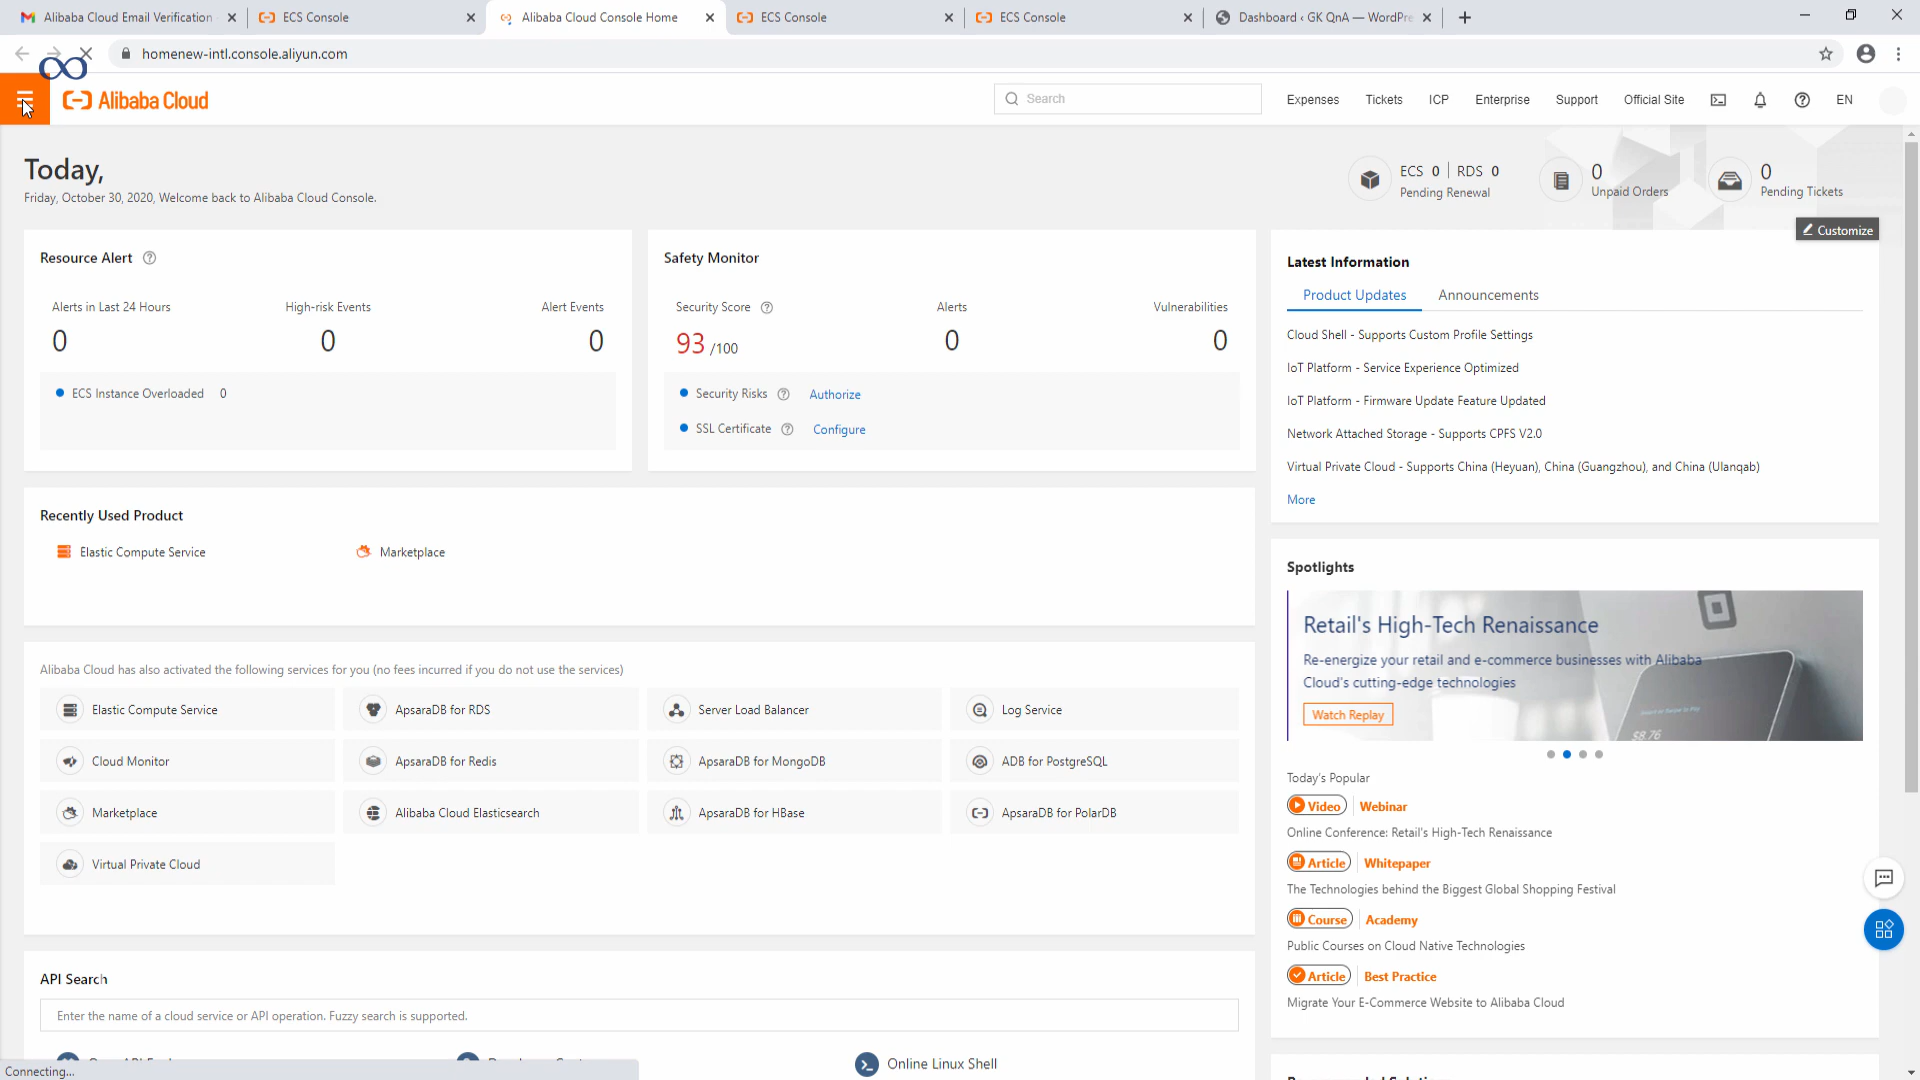 Alibaba Cloud Email Verification
ECS Console
Alibaba Cloud Console Home
ECS Console
ECS Console
Dashboard ‹ GK QnA — WordPre
homenew-intl.console.aliyun.com
Alibaba Cloud
Search
Expenses
Tickets
ICP
Enterprise
Support
Official Site
EN
Today,
Friday, October 30, 2020, Welcome back to Alibaba Cloud Console.
ECS 0 | RDS 0
Pending Renewal
0
Unpaid Orders
0
Pending Tickets
Customize
Resource Alert
Alerts in Last 24 Hours
High-risk Events
Alert Events
0
0
0
ECS Instance Overloaded 0
Safety Monitor
Security Score
Alerts
Vulnerabilities
93 /100
0
0
Security Risks
Authorize
SSL Certificate
Configure
Latest Information
Product Updates
Announcements
Cloud Shell - Supports Custom Profile Settings
IoT Platform - Service Experience Optimized
IoT Platform - Firmware Update Feature Updated
Network Attached Storage - Supports CPFS V2.0
Virtual Private Cloud - Supports China (Heyuan), China (Guangzhou), and China (Ulanqab)
More
Recently Used Product
Elastic Compute Service
Marketplace
Alibaba Cloud has also activated the following services for you (no fees incurred if you do not use the services)
Elastic Compute Service
ApsaraDB for RDS
Server Load Balancer
Log Service
Cloud Monitor
ApsaraDB for Redis
ApsaraDB for MongoDB
ADB for PostgreSQL
Marketplace
Alibaba Cloud Elasticsearch
ApsaraDB for HBase
ApsaraDB for PolarDB
Virtual Private Cloud
Spotlights
Retail's High-Tech Renaissance
Re-energize your retail and e-commerce businesses with Alibaba
Cloud's cutting-edge technologies
Watch Replay
$8.76
Today's Popular
Video
Webinar
Online Conference: Retail's High-Tech Renaissance
Article
Whitepaper
The Technologies behind the Biggest Global Shopping Festival
Course
Academy
Public Courses on Cloud Native Technologies
Article
Best Practice
Migrate Your E-Commerce Website to Alibaba Cloud
API Search
Enter the name of a cloud service or API operation. Fuzzy search is supported.
Online Linux Shell
Connecting...